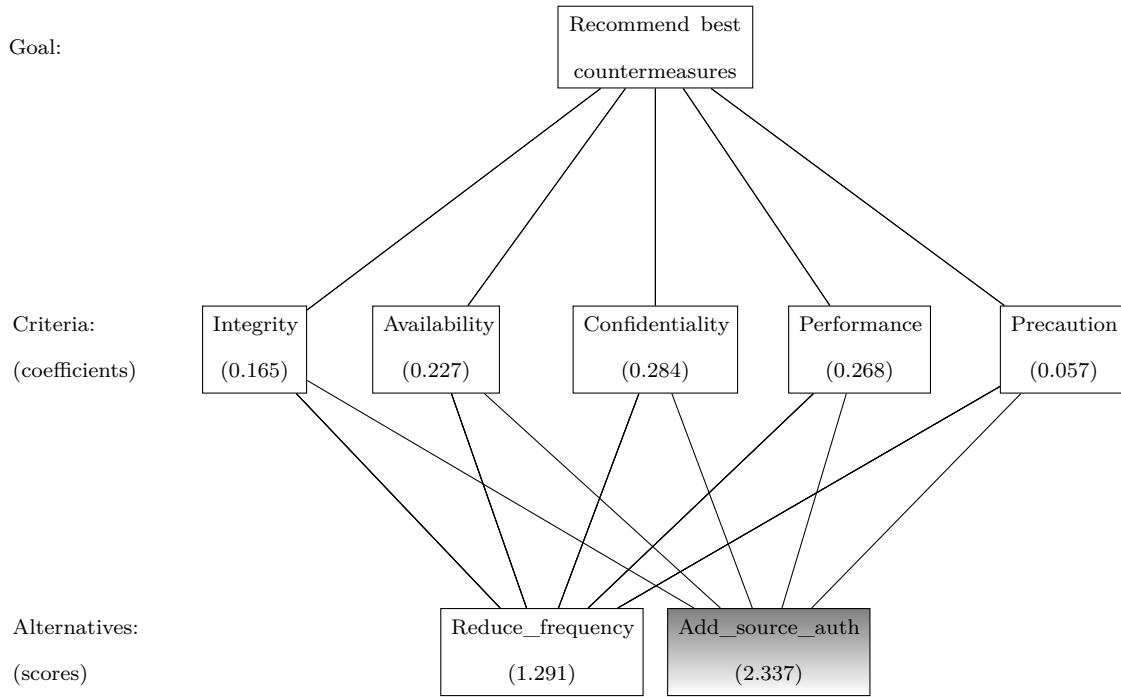 Goal:
Recommend best
countermeasures
Criteria:
(coefficients)
Integrity
(0.165)
Availability
(0.227)
Confidentiality
(0.284)
Performance
(0.268)
Precaution
(0.057)
Alternatives:
(scores)
Reduce_frequency
(1.291)
Add_source_auth
(2.337)